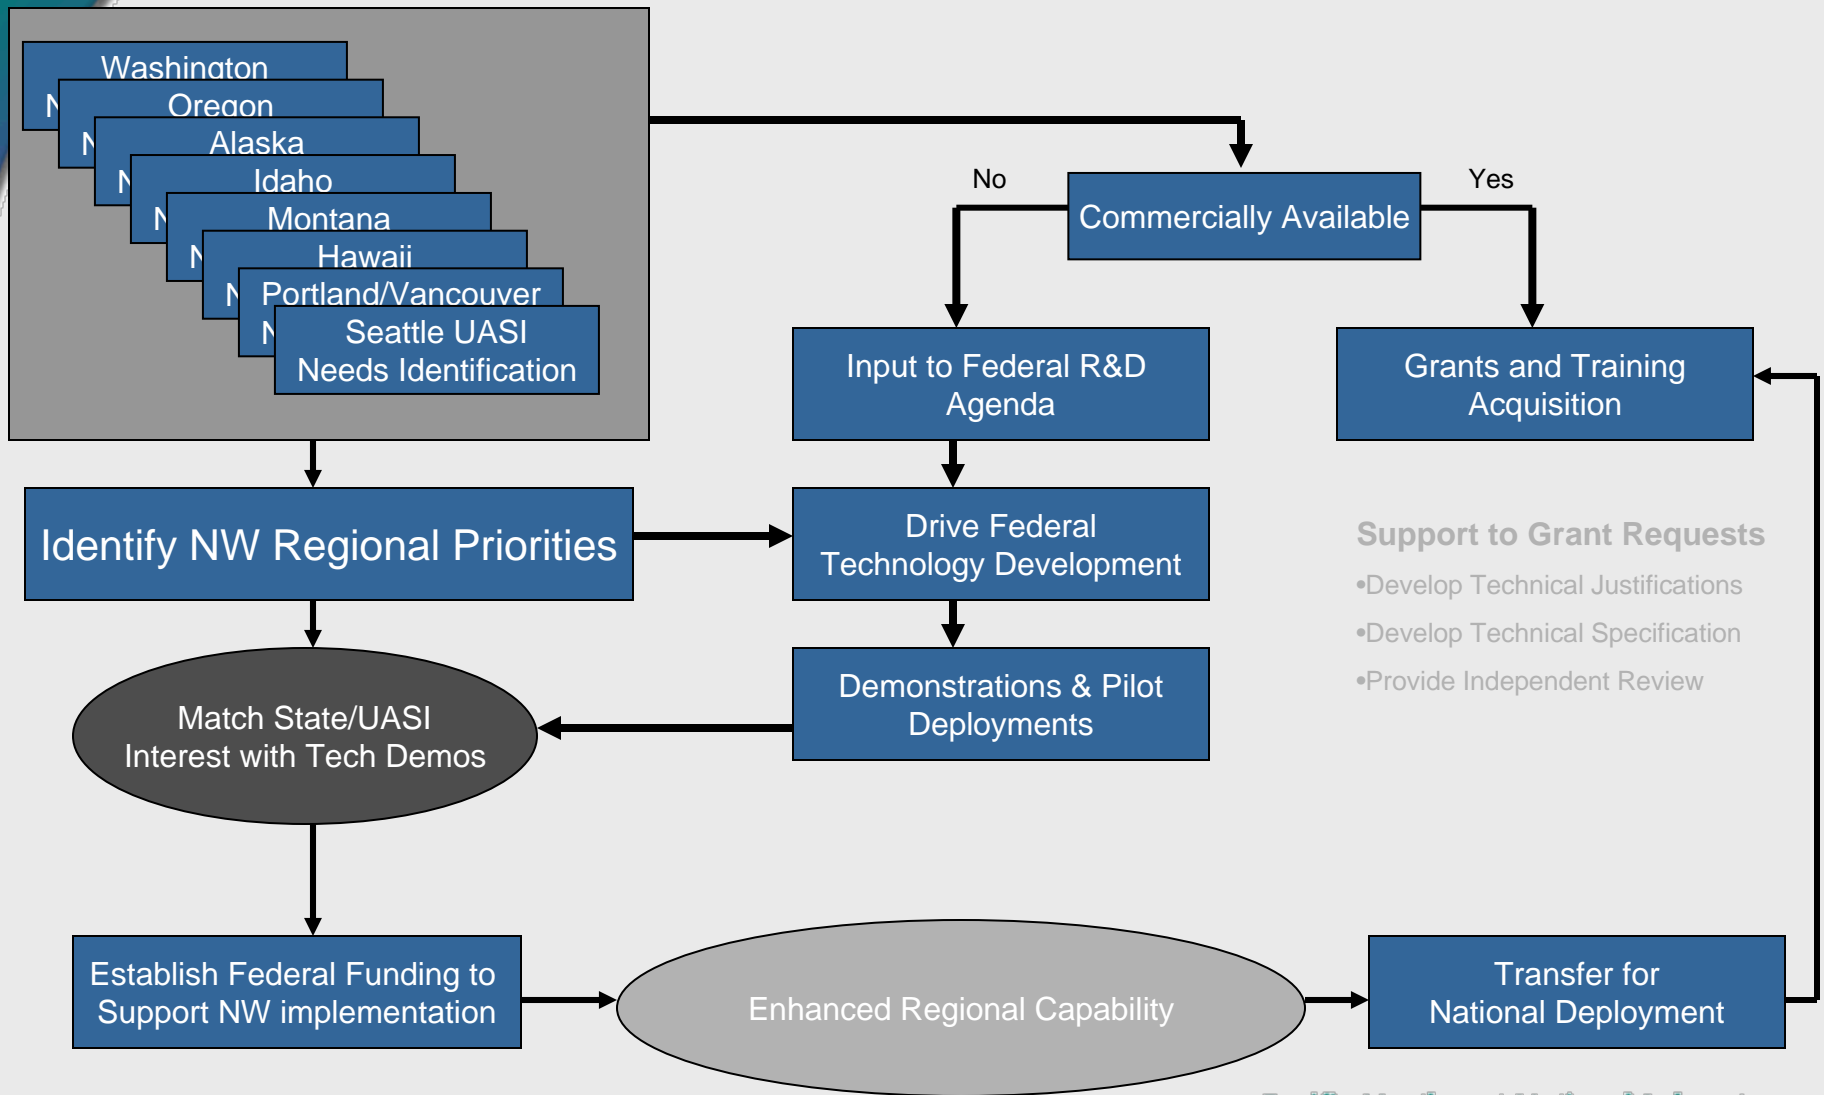 Washington
Oregon
Alaska
Idaho
Montana
Hawaii
Portland/Vancouver
Seattle UASI
Needs Identification
No
Yes
Commercially Available
Input to Federal R&D
Agenda
Grants and Training
Acquisition
Identify NW Regional Priorities
Drive Federal
Technology Development
Support to Grant Requests
•Develop Technical Justifications
•Develop Technical Specification
•Provide Independent Review
Demonstrations & Pilot
Deployments
Match State/UASI
Interest with Tech Demos
Establish Federal Funding to
Support NW implementation
Enhanced Regional Capability
Transfer for
National Deployment